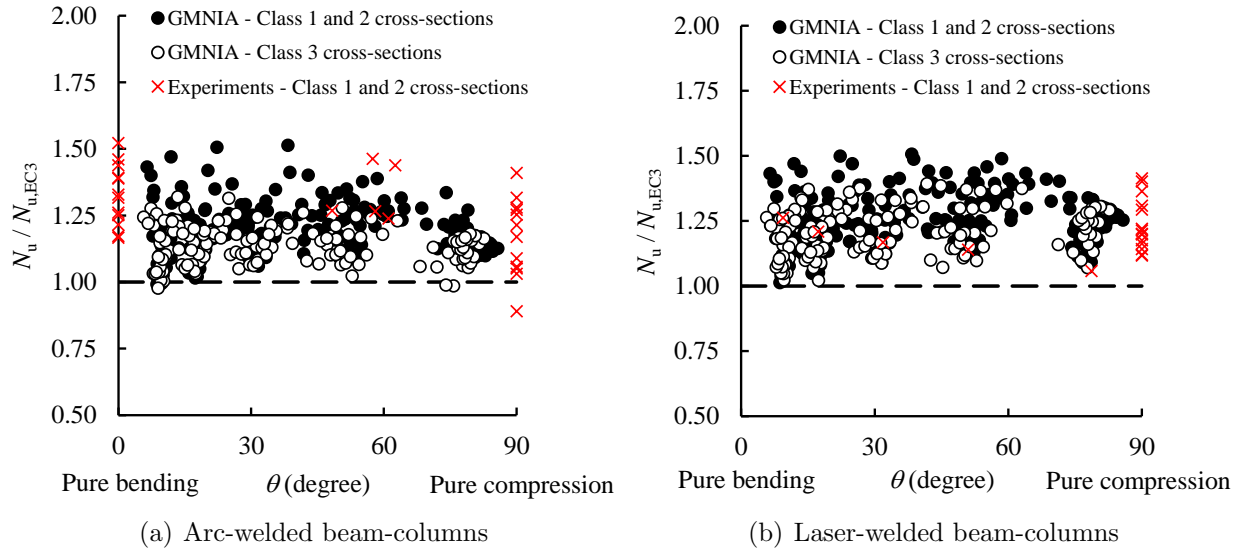 2.00
GMNIA - Class 1 and 2 cross-sections
GMNIA - Class 3 cross-sections
Experiments - Class 1 and 2 cross-sections
1.75
1.50
1.25
1.00
0.75
0.50
N_u / N_u,EC3
0 30 60 90
Pure bending θ (degree) Pure compression
(a) Arc-welded beam-columns
2.00
GMNIA - Class 1 and 2 cross-sections
GMNIA - Class 3 cross-sections
Experiments - Class 1 and 2 cross-sections
1.75
1.50
1.25
1.00
0.75
0.50
N_u / N_u,EC3
0 30 60 90
Pure bending θ (degree) Pure compression
(b) Laser-welded beam-columns